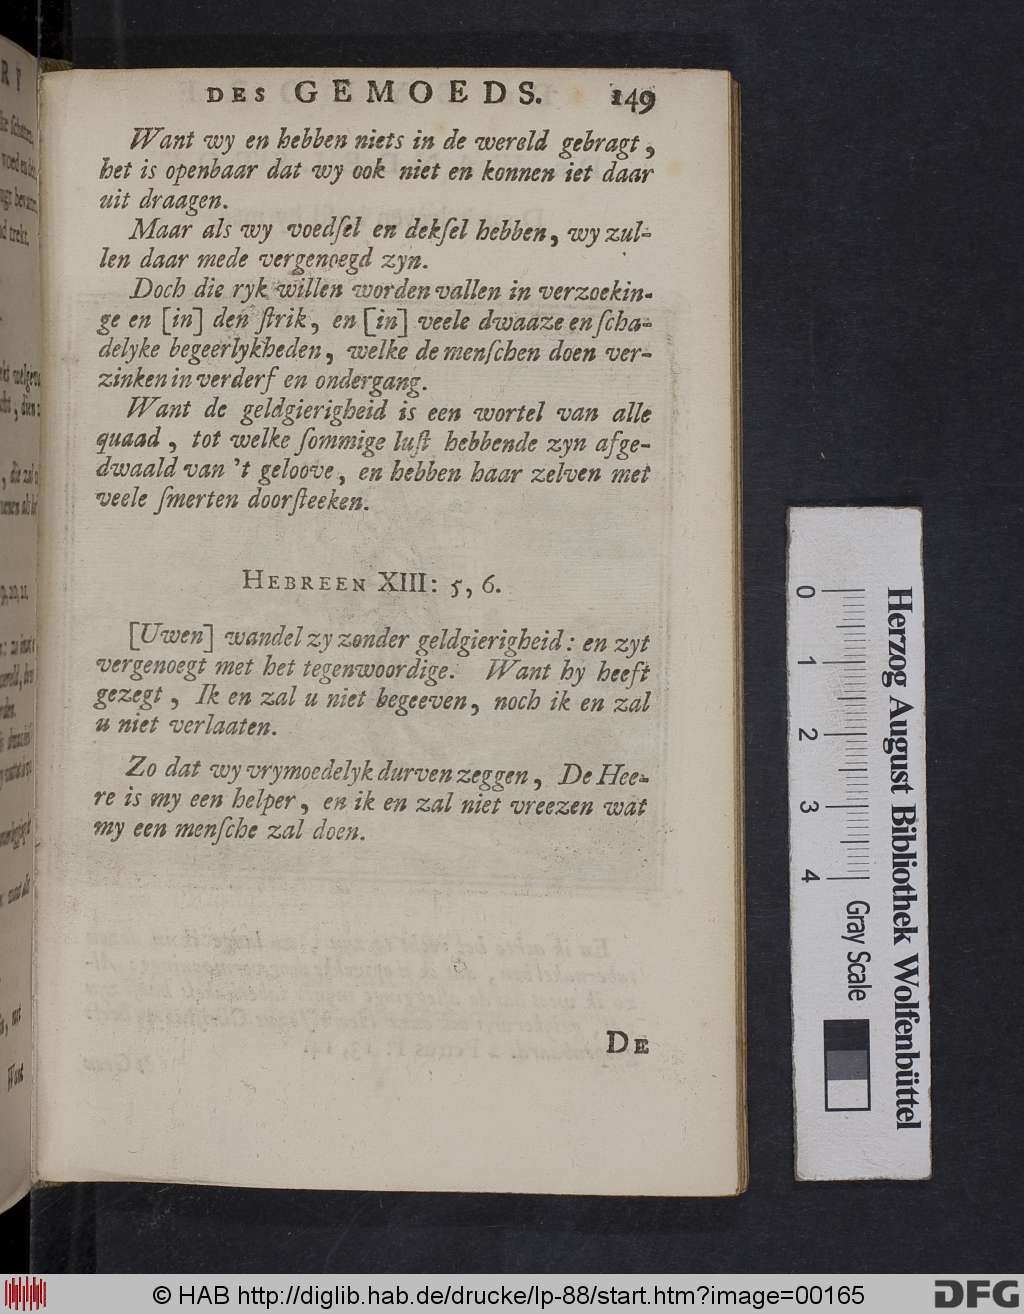 DES GEMOEDS. 149
Want wy en hebben niets in de wereld gebragt,
het is openbaar dat wy ook niet en konnen iet daar
uit draagen.
Maar als wy voedſel en dekſel hebben, wy zul-
len daar mede vergenoegd zyn.
Doch die ryk willen worden vallen in verzoekin-
ge en [in] den ſtrik, en [in] veele dwaaze en ſcha-
delyke begeerlykheden, welke de menſchen doen ver-
zinken in verderf en ondergang.
Want de geldgierigheid is een wortel van alle
quaad, tot welke ſommige luſt hebbende zyn afge-
dwaald van 't geloove, en hebben haar zelven met
veele ſmerten doorſteeken.
HEBREEN XIII: 5, 6.
[Uwen] wandel zy zonder geldgierigheid: en zyt
vergenoegt met het tegenwoordige. Want hy heeft
gezegt, Ik en zal u niet begeeven, noch ik en zal
u niet verlaaten.
Zo dat wy vrymoedelyk durven zeggen, De Hee-
re is my een helper, en ik en zal niet vreezen wat
my een menſche zal doen.
DE
0 1 2 3 4
Gray Scale
Herzog August Bibliothek Wolfenbüttel
© HAB http://diglib.hab.de/drucke/lp-88/start.htm?image=00165
DFG